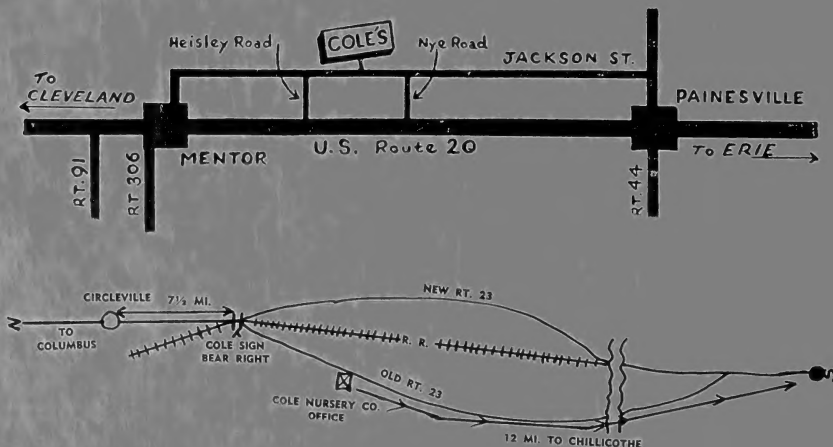 Heisley Road
COLE'S
Nye Road
JACKSON ST.
TO
CLEVELAND
PAINESVILLE
MENTOR
U.S. Route 20
TO ERIE
RT. 91
RT 306
RT. 44
CIRCLEVILLE
7½ MI.
NEW RT. 23
N
TO
COLUMBUS
COLE SIGN
BEAR RIGHT
R. R.
OLD RT. 23
S
COLE NURSERY CO.
OFFICE
12 MI. TO CHILLICOTHE